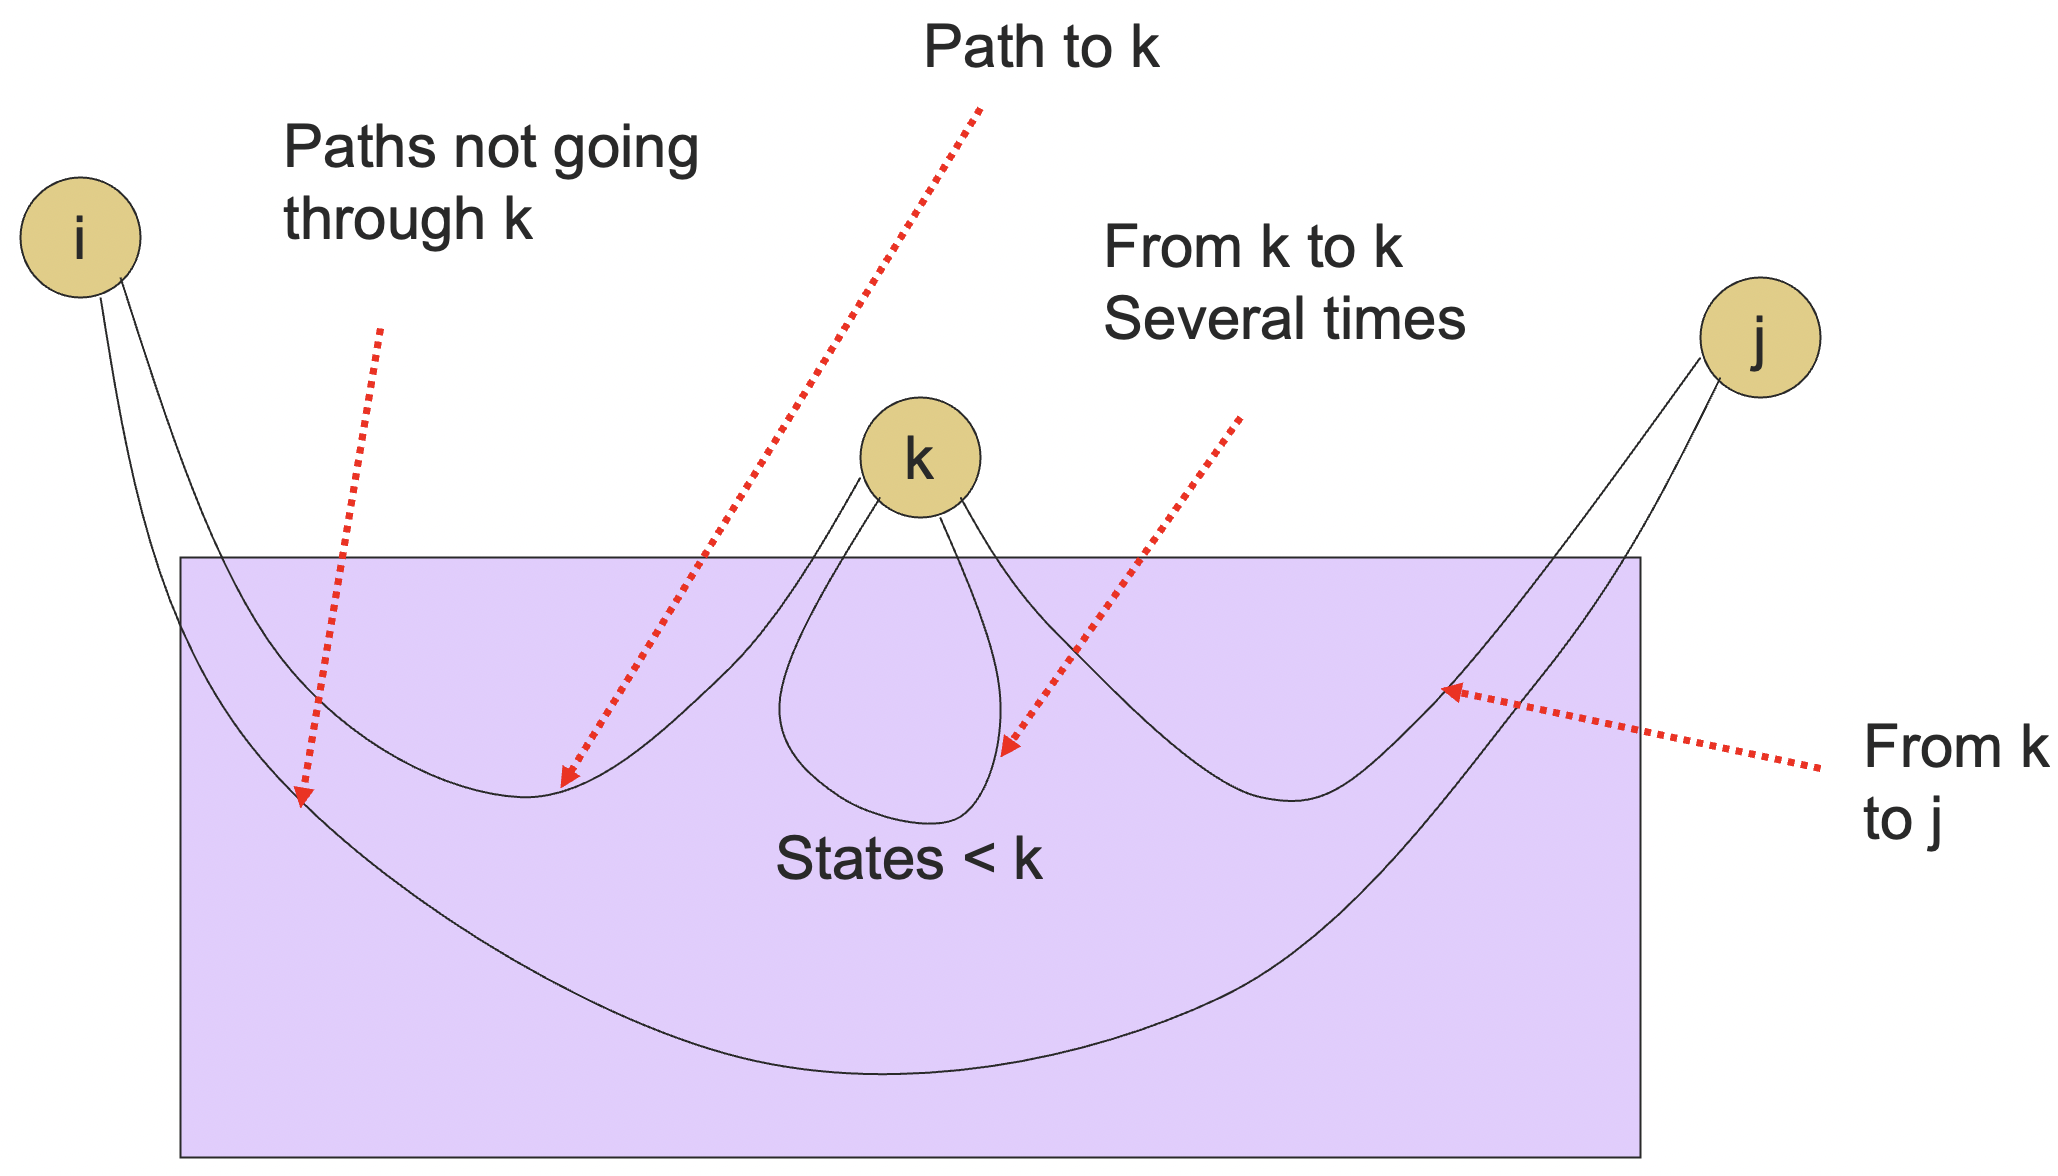 Path to k
Paths not going
through k
i
From k to k
Several times
j
k
From k
to j
States < k